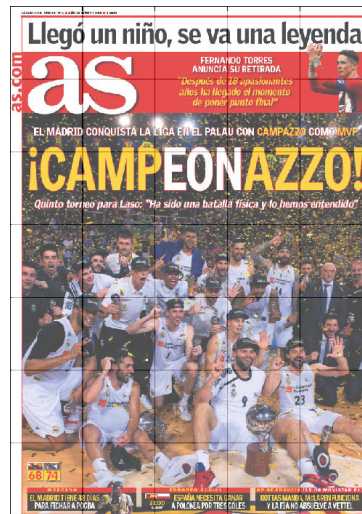 Llegó un niño, se va una leyenda
as.com
as
FERNANDO TORRES
ANUNCIA SU RETIRADA
"Después de 18 apasionantes
años ha llegado el momento
de poner punto final"
EL MADRID CONQUISTA LA LIGA EN EL PALAU CON CAMPAZZO COMO MVP
¡CAMPEONAZZO!
Quinto torneo para Laso: "Ha sido una batalla física y lo hemos entendido"
9
23
68 74
EL MADRID TIENE 48 DÍAS
PARA FICHAR A POGBA
ESPAÑA NECESITA GANAR
A POLONIA POR TRES GOLES
BOTTAS MANDA, MCLAREN FUNCIONA
Y LA FIA NO ABSUELVE A VETTEL